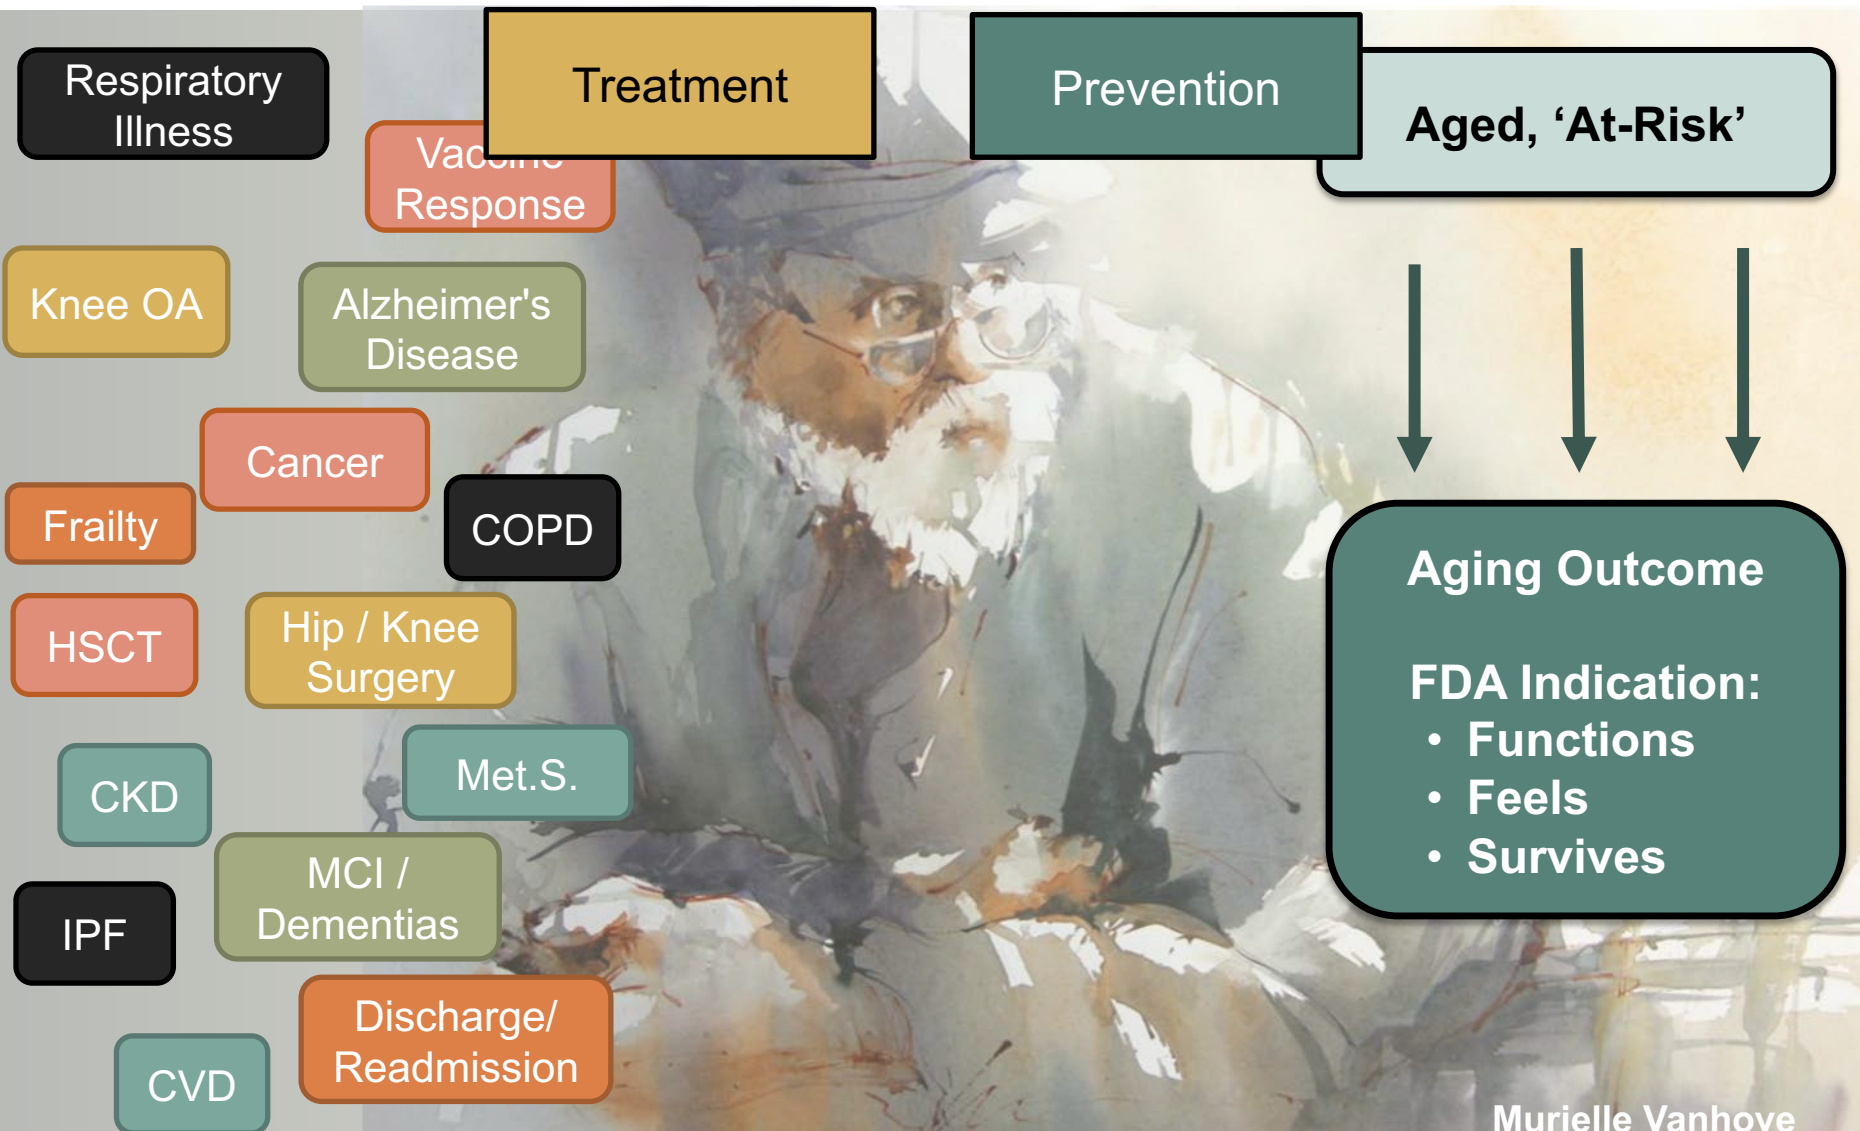 Respiratory
Illness
Treatment
Prevention
Aged, ‘At-Risk’
Vaccine
Response
Knee OA
Alzheimer's
Disease
Cancer
Frailty
COPD
HSCT
Hip / Knee
Surgery
CKD
Met.S.
MCI /
Dementias
IPF
Discharge/
Readmission
CVD
Aging Outcome
FDA Indication:
• Functions
• Feels
• Survives
Murielle Vanhove